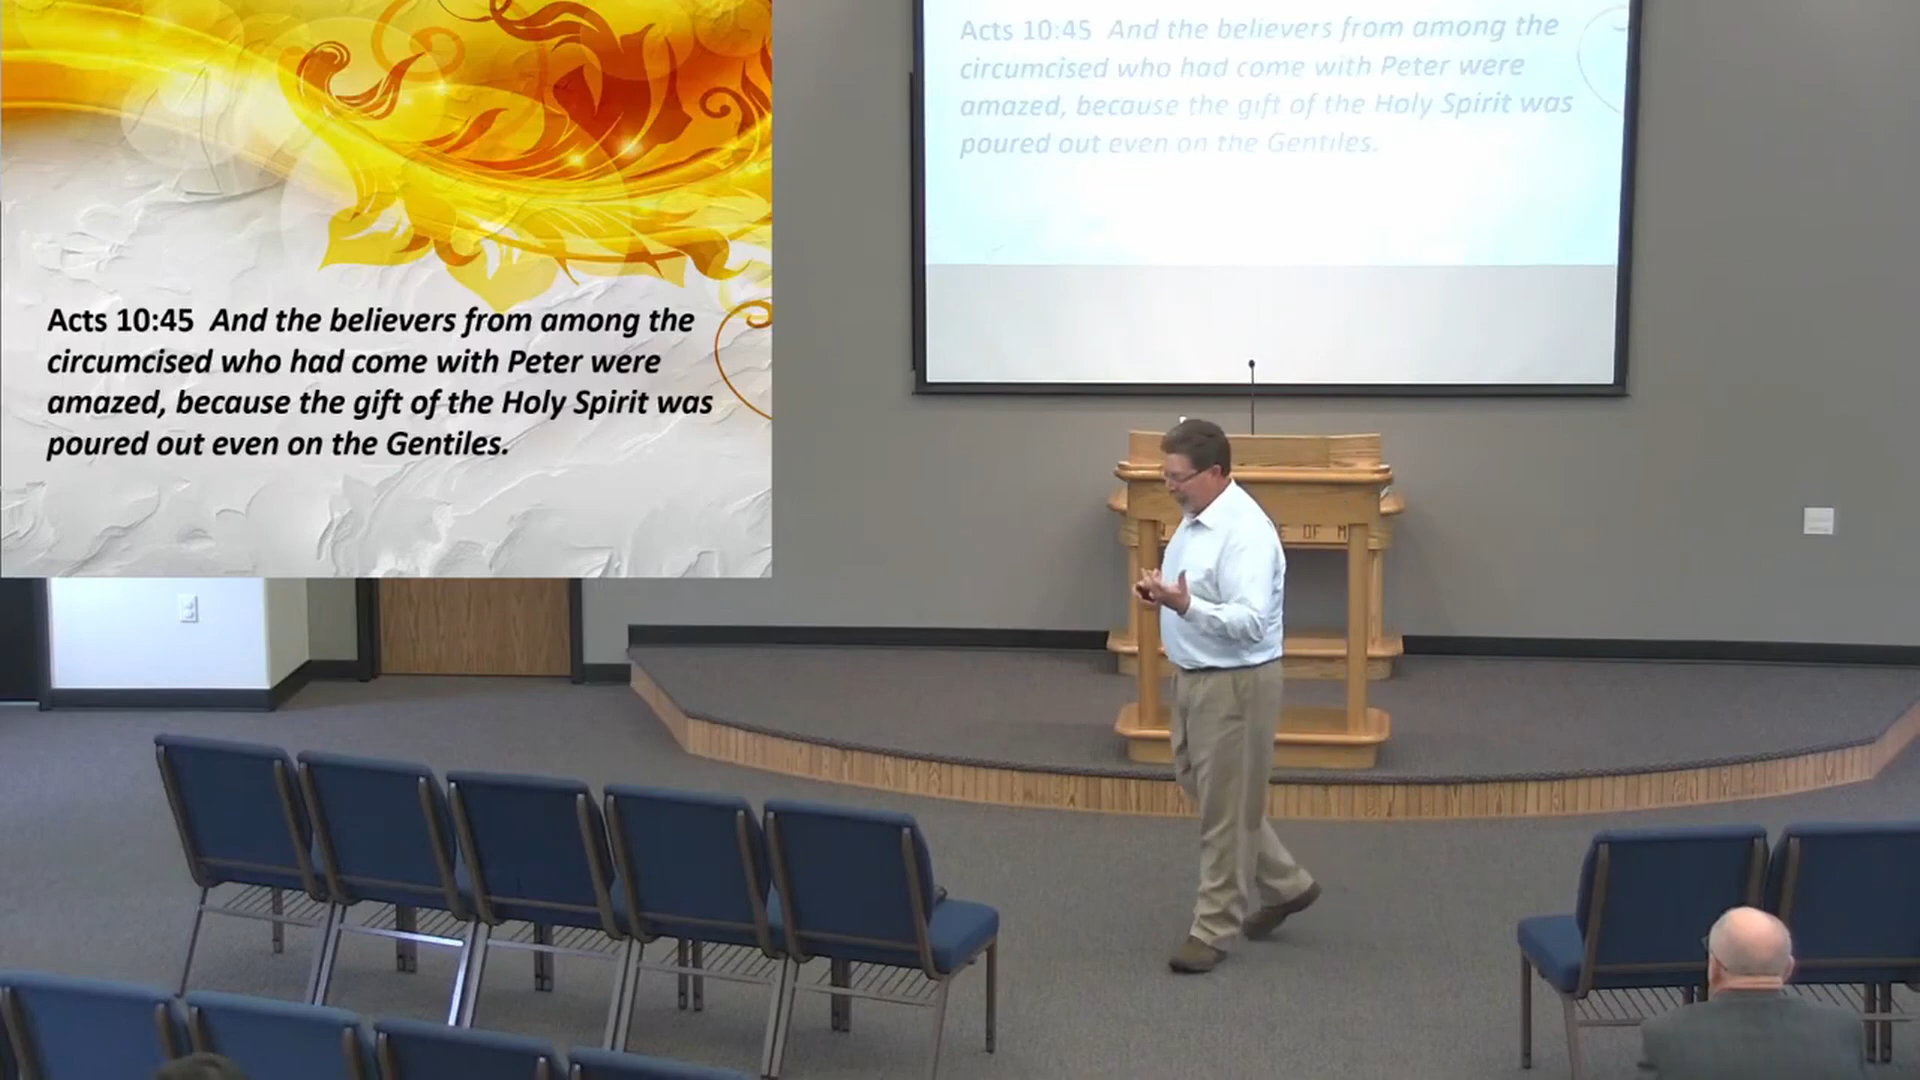 Acts 10:45 And the believers from among the
circumcised who had come with Peter were
amazed, because the gift of the Holy Spirit was
poured out even on the Gentiles.
Acts 10:45 And the believers from among the
circumcised who had come with Peter were
amazed, because the gift of the Holy Spirit was
poured out even on the Gentiles.
OF